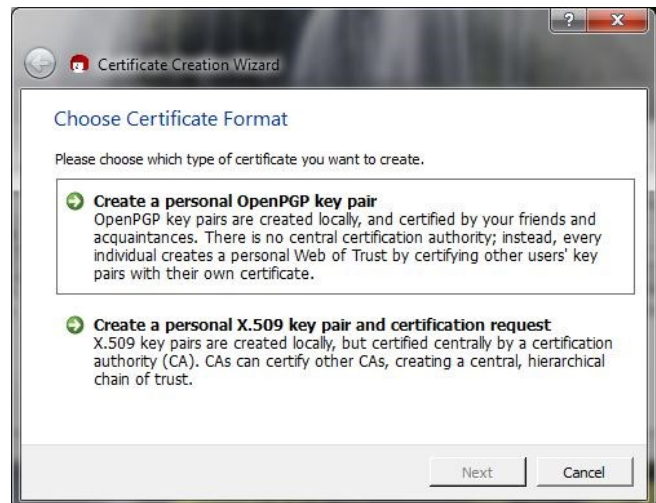 Certificate Creation Wizard
Choose Certificate Format
Please choose which type of certificate you want to create.
Create a personal OpenPGP key pair
OpenPGP key pairs are created locally, and certified by your friends and
acquaintances. There is no central certification authority; instead, every
individual creates a personal Web of Trust by certifying other users' key
pairs with their own certificate.
Create a personal X.509 key pair and certification request
X.509 key pairs are created locally, but certified centrally by a certification
authority (CA). CAs can certify other CAs, creating a central, hierarchical
chain of trust.
Next Cancel